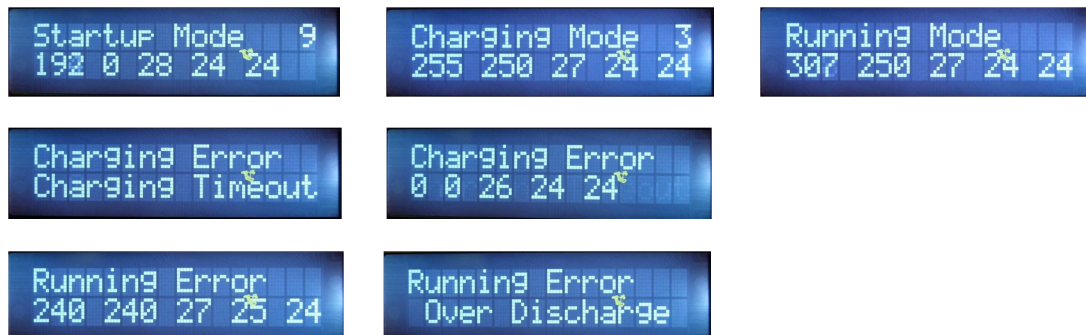 Startup Mode 9
192 0 28 24 24
Charging Mode 3
255 250 27 24 24
Running Mode
307 250 27 24 24
Charging Error
Charging Timeout
Charging Error
0 0 26 24 24
Running Error
240 240 27 25 24
Running Error
Over Discharge